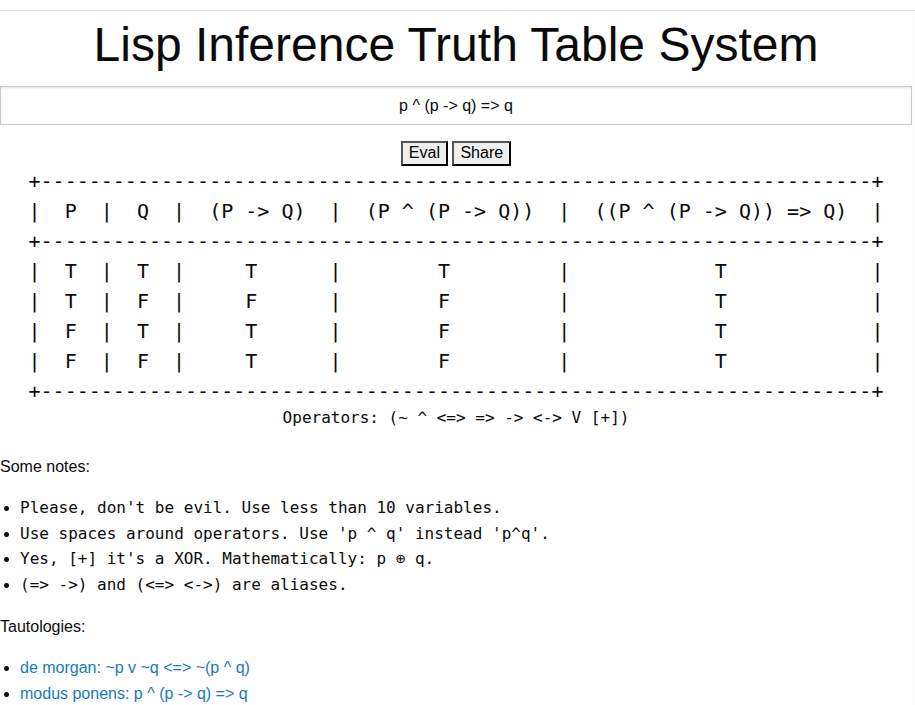 Lisp Inference Truth Table System
p ^ (p -> q) => q
Eval Share
+---------------------------------------------------------------------+
|  P  |  Q  |  (P -> Q)  |  (P ^ (P -> Q))  |  ((P ^ (P -> Q)) => Q)  |
+---------------------------------------------------------------------+
|  T  |  T  |     T      |        T         |            T            |
|  T  |  F  |     F      |        F         |            T            |
|  F  |  T  |     T      |        F         |            T            |
|  F  |  F  |     T      |        F         |            T            |
+---------------------------------------------------------------------+
Operators: (~ ^ <=> => -> <-> V [+])
Some notes:
• Please, don't be evil. Use less than 10 variables.
• Use spaces around operators. Use 'p ^ q' instead 'p^q'.
• Yes, [+] it's a XOR. Mathematically: p ⊕ q.
• (=> ->) and (<=> <->) are aliases.
Tautologies:
• de morgan: ~p v ~q <=> ~(p ^ q)
• modus ponens: p ^ (p -> q) => q